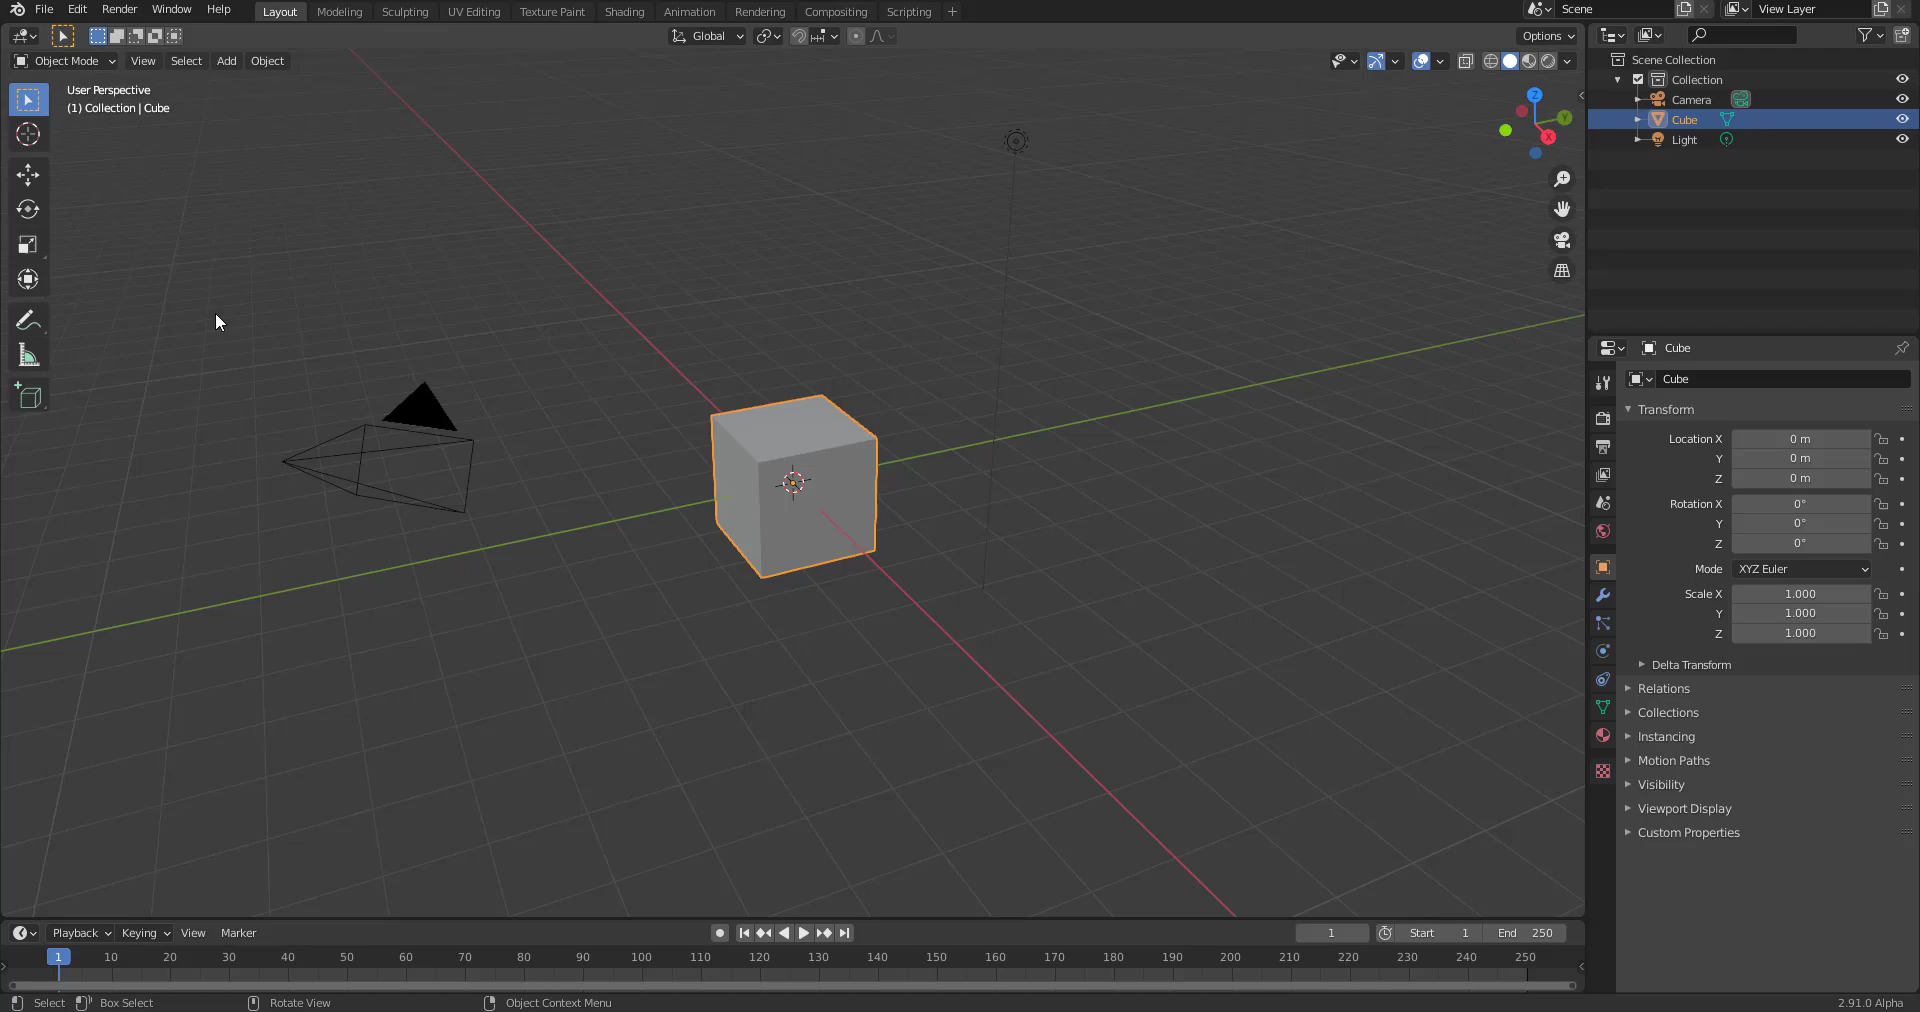 File Edit Render Window Help Layout Modeling Sculpting UV Editing Texture Paint Shading Animation Rendering Compositing Scripting + Scene View Layer
Global Options
Object Mode View Select Add Object
User Perspective
(1) Collection | Cube
Z
Y
X
Scene Collection
Collection
Camera
Cube
Light
Cube
Cube
Transform
Location X 0 m
Y 0 m
Z 0 m
Rotation X 0°
Y 0°
Z 0°
Mode XYZ Euler
Scale X 1.000
Y 1.000
Z 1.000
Delta Transform
Relations
Collections
Instancing
Motion Paths
Visibility
Viewport Display
Custom Properties
Playback Keying View Marker 1 Start 1 End 250
1 10 20 30 40 50 60 70 80 90 100 110 120 130 140 150 160 170 180 190 200 210 220 230 240 250
Select Box Select Rotate View Object Context Menu 2.91.0 Alpha